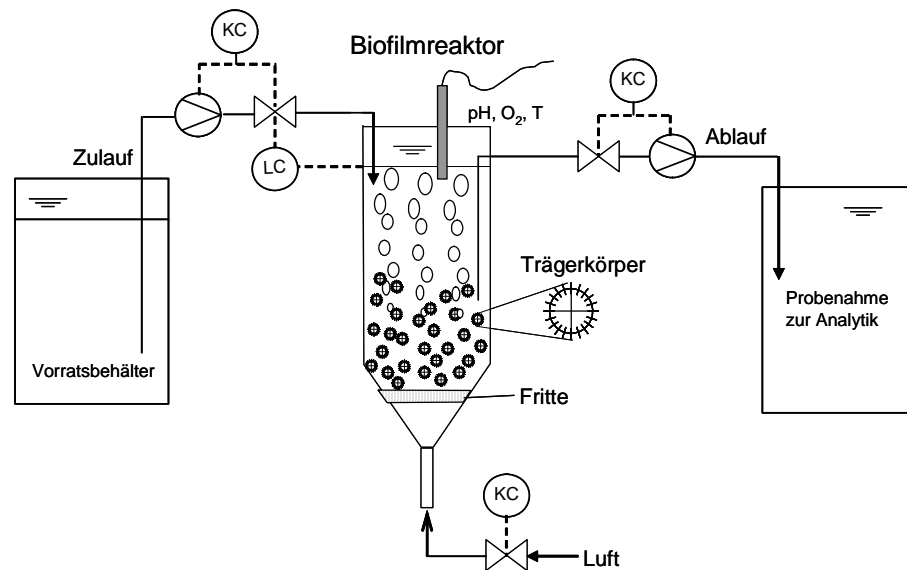 KC
Biofilmreaktor
KC
pH, O₂, T
Zulauf
Ablauf
LC
Trägerkörper
Probenahme
zur Analytik
Vorratsbehälter
Fritte
KC
Luft